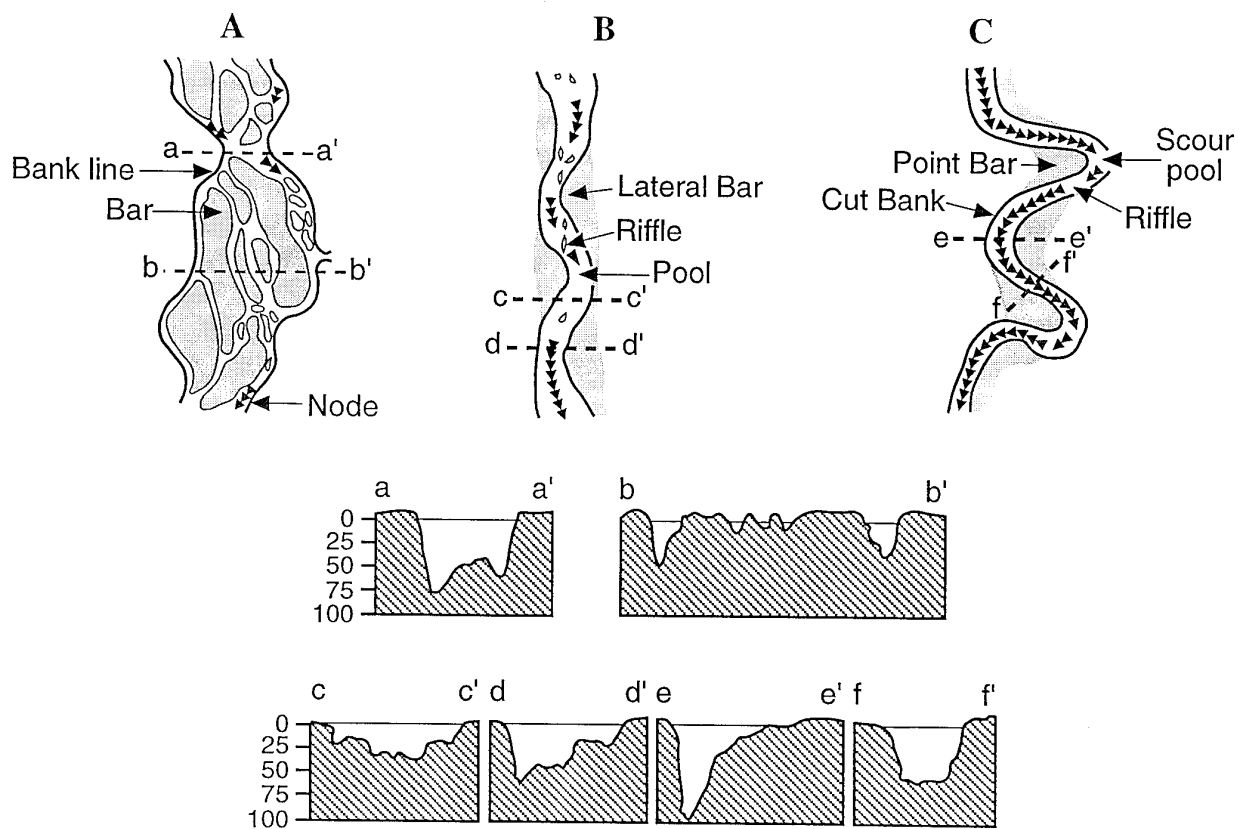 A
B
C
a
a'
Bank line
Bar
b
b'
Node
Lateral Bar
Riffle
Pool
c
c'
d
d'
Point Bar
Scour
pool
Cut Bank
Riffle
e
e'
f'
f
a
a'
b
b'
0
25
50
75
100
c
c'
d
d'
e
e'
f
f'
0
25
50
75
100